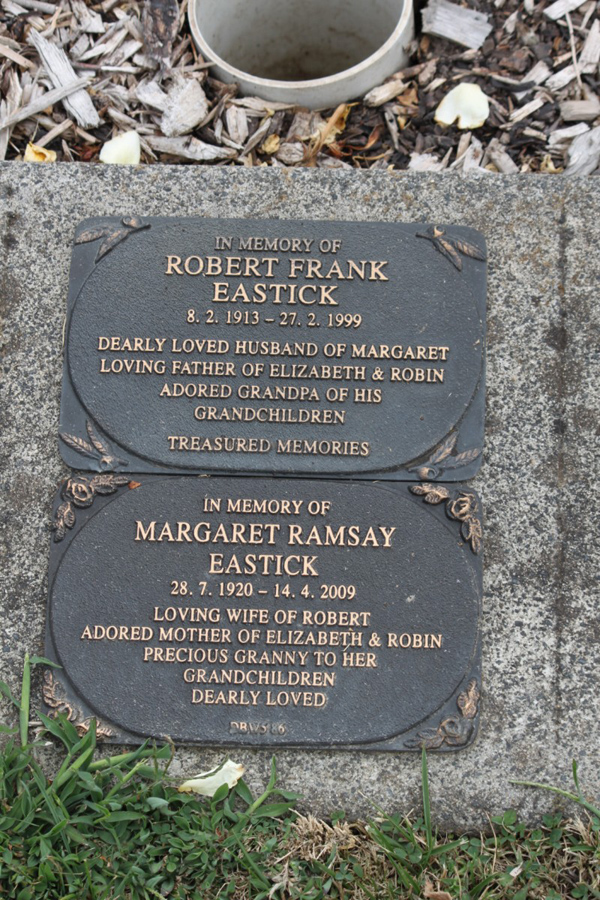 IN MEMORY OF
ROBERT FRANK
EASTICK
8. 2. 1913 – 27. 2. 1999
DEARLY LOVED HUSBAND OF MARGARET
LOVING FATHER OF ELIZABETH & ROBIN
ADORED GRANDPA OF HIS
GRANDCHILDREN
TREASURED MEMORIES
IN MEMORY OF
MARGARET RAMSAY
EASTICK
28. 7. 1920 – 14. 4. 2009
LOVING WIFE OF ROBERT
ADORED MOTHER OF ELIZABETH & ROBIN
PRECIOUS GRANNY TO HER
GRANDCHILDREN
DEARLY LOVED